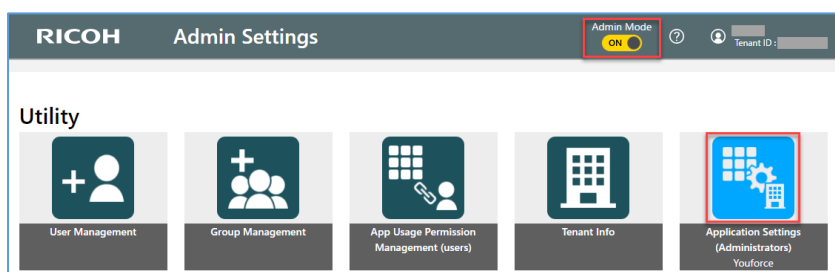 RICOH Admin Settings Admin Mode
ON
Tenant ID :
Utility
User Management
Group Management
App Usage Permission
Management (users)
Tenant Info
Application Settings
(Administrators)
Youforce